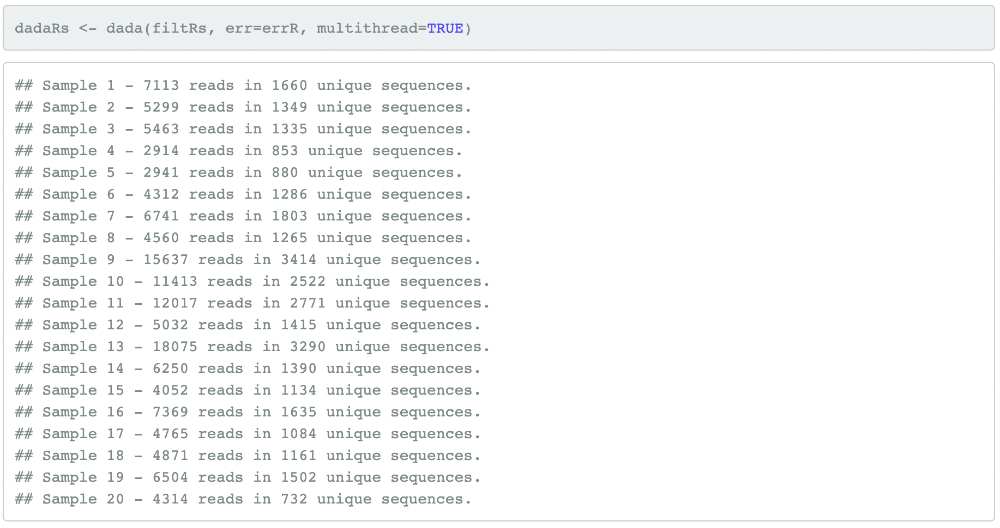 dadaRs <- dada(filtRs, err=errR, multithread=TRUE)
## Sample 1 - 7113 reads in 1660 unique sequences.
## Sample 2 - 5299 reads in 1349 unique sequences.
## Sample 3 - 5463 reads in 1335 unique sequences.
## Sample 4 - 2914 reads in 853 unique sequences.
## Sample 5 - 2941 reads in 880 unique sequences.
## Sample 6 - 4312 reads in 1286 unique sequences.
## Sample 7 - 6741 reads in 1803 unique sequences.
## Sample 8 - 4560 reads in 1265 unique sequences.
## Sample 9 - 15637 reads in 3414 unique sequences.
## Sample 10 - 11413 reads in 2522 unique sequences.
## Sample 11 - 12017 reads in 2771 unique sequences.
## Sample 12 - 5032 reads in 1415 unique sequences.
## Sample 13 - 18075 reads in 3290 unique sequences.
## Sample 14 - 6250 reads in 1390 unique sequences.
## Sample 15 - 4052 reads in 1134 unique sequences.
## Sample 16 - 7369 reads in 1635 unique sequences.
## Sample 17 - 4765 reads in 1084 unique sequences.
## Sample 18 - 4871 reads in 1161 unique sequences.
## Sample 19 - 6504 reads in 1502 unique sequences.
## Sample 20 - 4314 reads in 732 unique sequences.